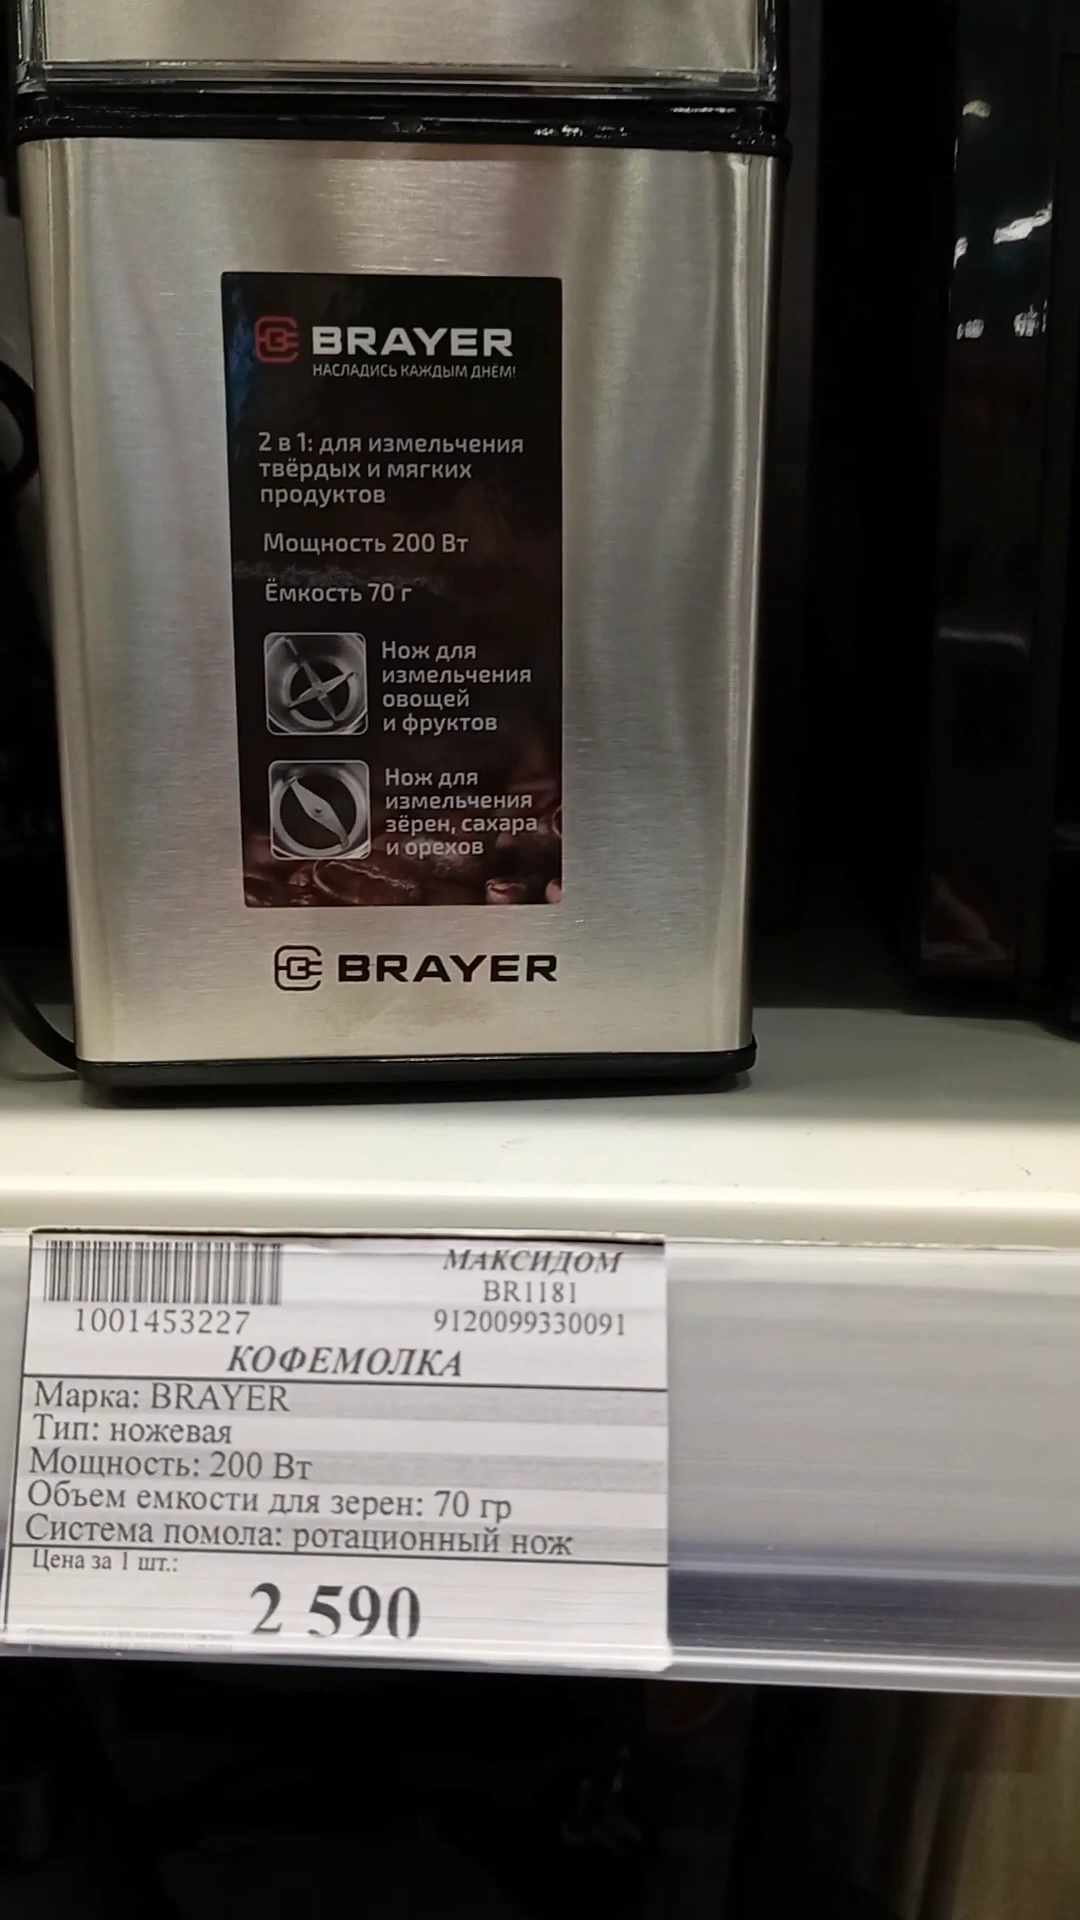 BRAYER
НАСЛАДИСЬ КАЖДЫМ ДНЁМ!
2 в 1: для измельчения
твёрдых и мягких
продуктов
Мощность 200 Вт
Ёмкость 70 г
Нож для
измельчения
овощей
и фруктов
Нож для
измельчения
зёрен, сахара
и орехов
BRAYER
МАКСИДОМ
BR1181
1001453227 9120099330091
КОФЕМОЛКА
Марка: BRAYER
Тип: ножевая
Мощность: 200 Вт
Объем емкости для зерен: 70 гр
Система помола: ротационный нож
Цена за 1 шт.:
2 590